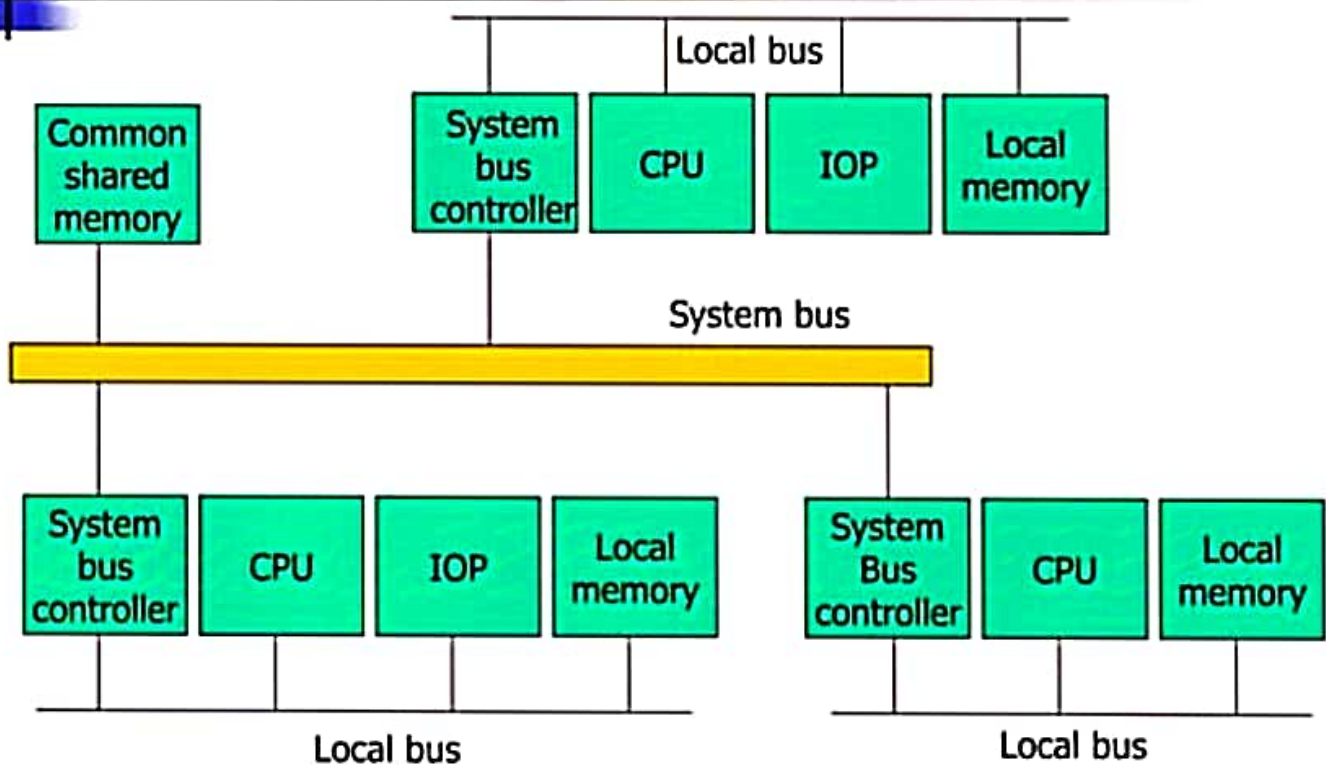 Local bus
Common
shared
memory
System
bus
controller
CPU
IOP
Local
memory
System bus
System
bus
controller
CPU
IOP
Local
memory
System
Bus
controller
CPU
Local
memory
Local bus
Local bus